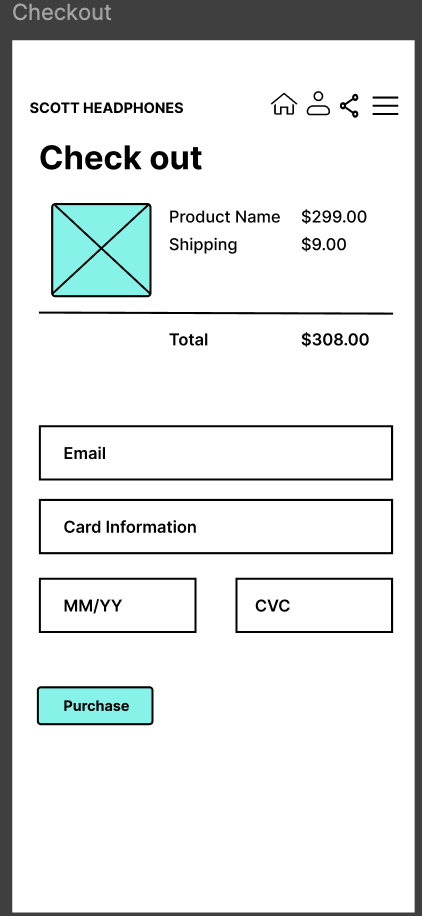 Checkout
SCOTT HEADPHONES
Check out
Product Name $299.00
Shipping $9.00
Total $308.00
Email
Card Information
MM/YY CVC
Purchase